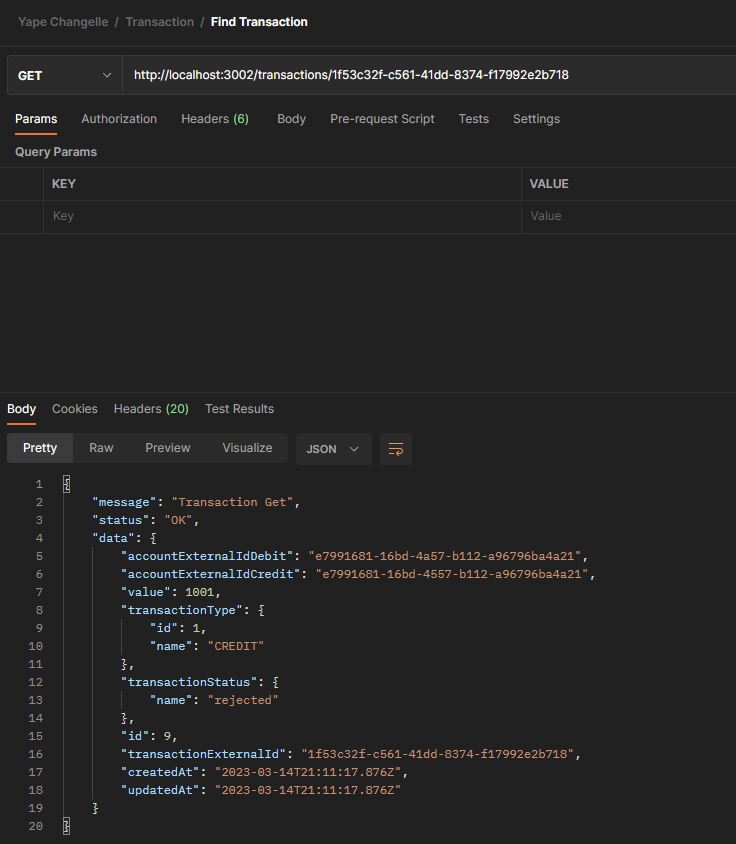 Yape Changelle / Transaction / Find Transaction
GET http://localhost:3002/transactions/1f53c32f-c561-41dd-8374-f17992e2b718
Params Authorization Headers (6) Body Pre-request Script Tests Settings
Query Params
KEY VALUE
Key Value
Body Cookies Headers (20) Test Results
Pretty Raw Preview Visualize JSON
1 {
2 "message": "Transaction Get",
3 "status": "OK",
4 "data": {
5 "accountExternalIdDebit": "e7991681-16bd-4a57-b112-a96796ba4a21",
6 "accountExternalIdCredit": "e7991681-16bd-4557-b112-a96796ba4a21",
7 "value": 1001,
8 "transactionType": {
9 "id": 1,
10 "name": "CREDIT"
11 },
12 "transactionStatus": {
13 "name": "rejected"
14 },
15 "id": 9,
16 "transactionExternalId": "1f53c32f-c561-41dd-8374-f17992e2b718",
17 "createdAt": "2023-03-14T21:11:17.876Z",
18 "updatedAt": "2023-03-14T21:11:17.876Z"
19 }
20 }